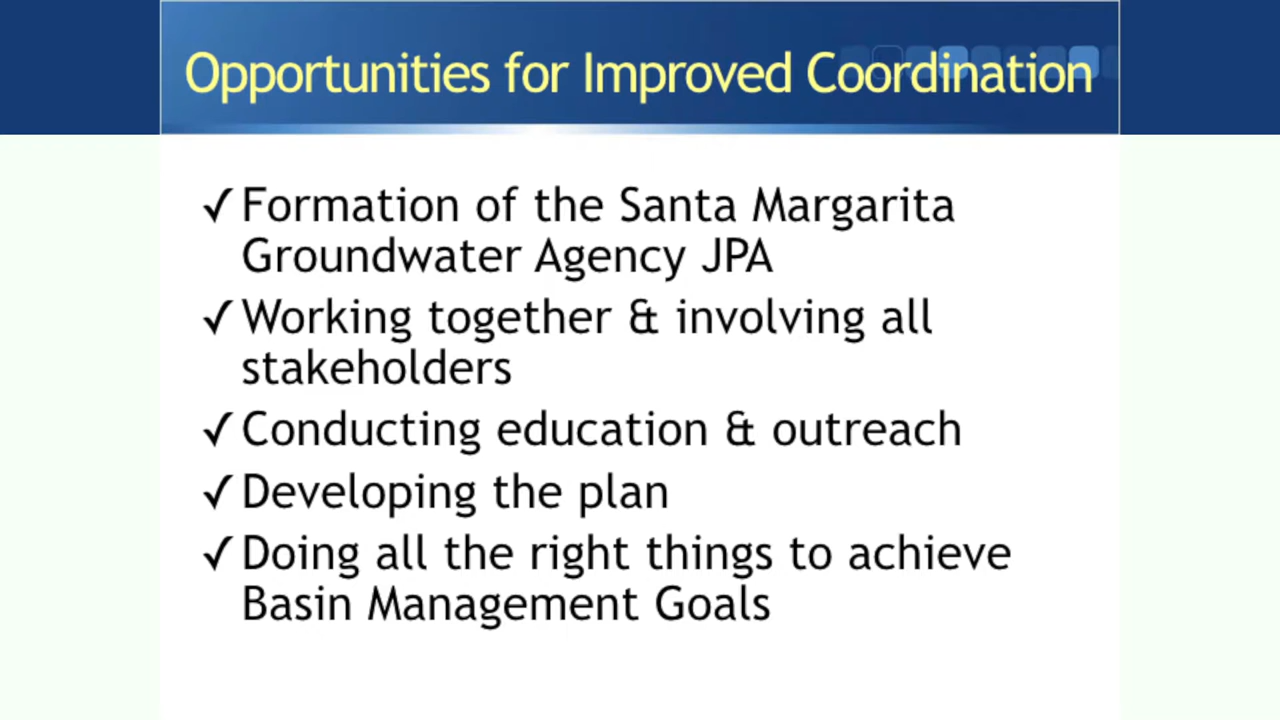 Opportunities for Improved Coordination
✓Formation of the Santa Margarita
Groundwater Agency JPA
✓Working together & involving all
stakeholders
✓Conducting education & outreach
✓Developing the plan
✓Doing all the right things to achieve
Basin Management Goals